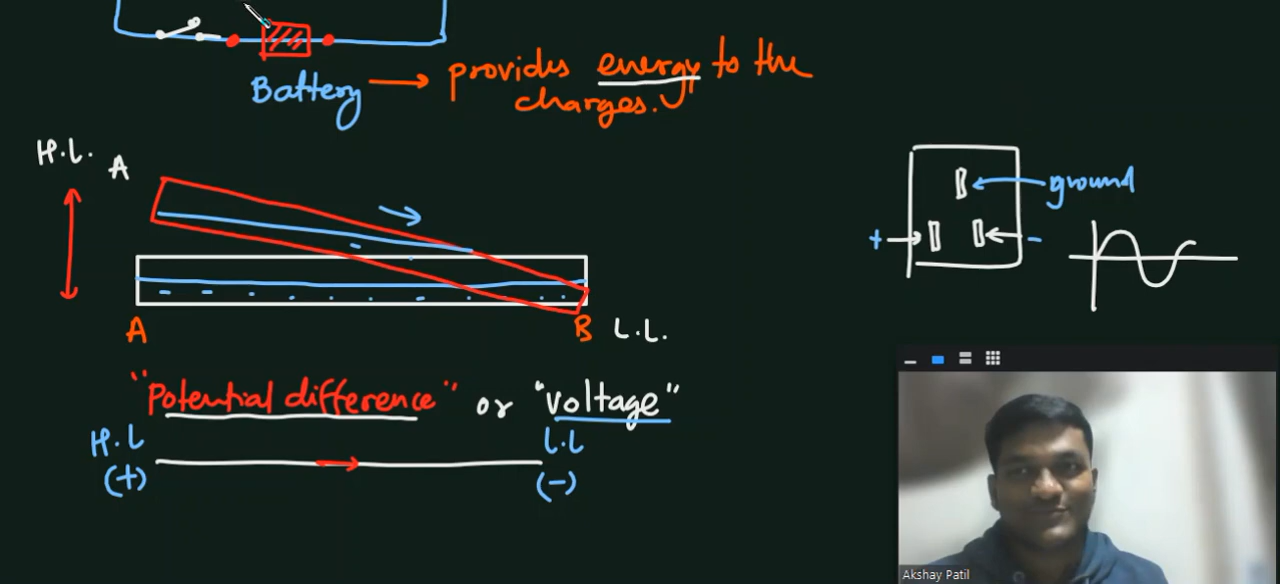 Battery → provides energy to the
charges.
H.L. A
ground
+ -
A B L.L.
"Potential difference" or "voltage"
H.L L.L
(+) (-)
Akshay Patil